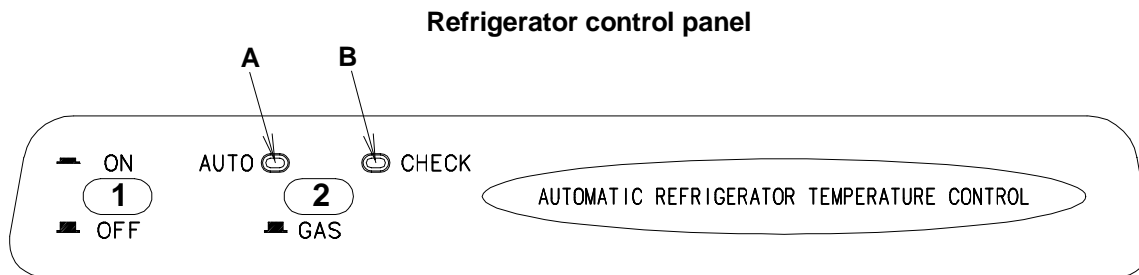 Refrigerator control panel
A B
ON AUTO CHECK
1 2 AUTOMATIC REFRIGERATOR TEMPERATURE CONTROL
OFF GAS